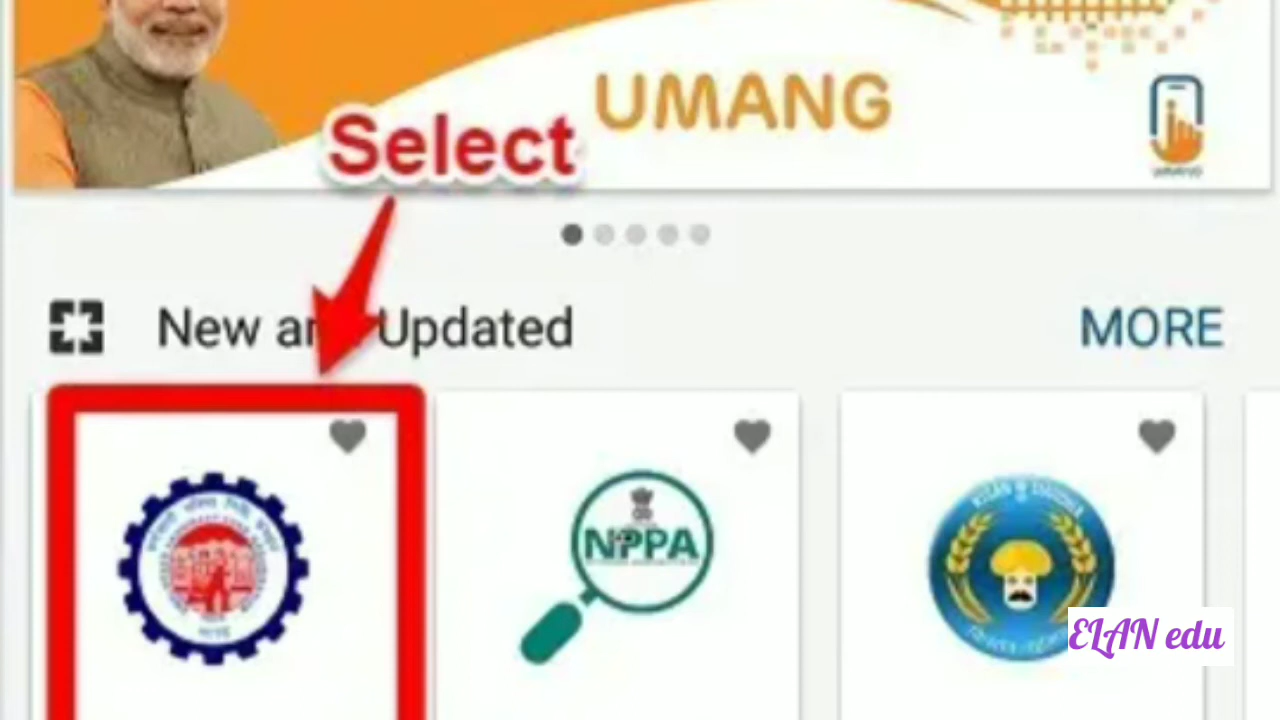 UMANG
Select
New and Updated
MORE
NPPA
ELAN edu